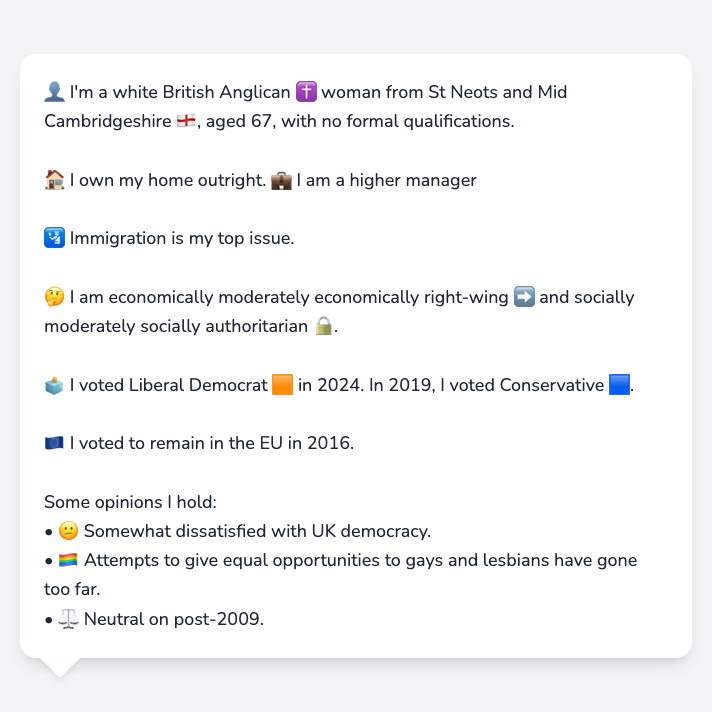 👤 I'm a white British Anglican ✝️ woman from St Neots and Mid
Cambridgeshire 🏴󠁧󠁢󠁥󠁮󠁧󠁿, aged 67, with no formal qualifications.
🏠 I own my home outright. 💼 I am a higher manager
🛂 Immigration is my top issue.
🤔 I am economically moderately economically right-wing ➡️ and socially
moderately socially authoritarian 🔒.
🗳️ I voted Liberal Democrat 🟧 in 2024. In 2019, I voted Conservative 🟦.
🇪🇺 I voted to remain in the EU in 2016.
Some opinions I hold:
• 🙁 Somewhat dissatisfied with UK democracy.
• 🏳️‍🌈 Attempts to give equal opportunities to gays and lesbians have gone
too far.
• ⚖️ Neutral on post-2009.